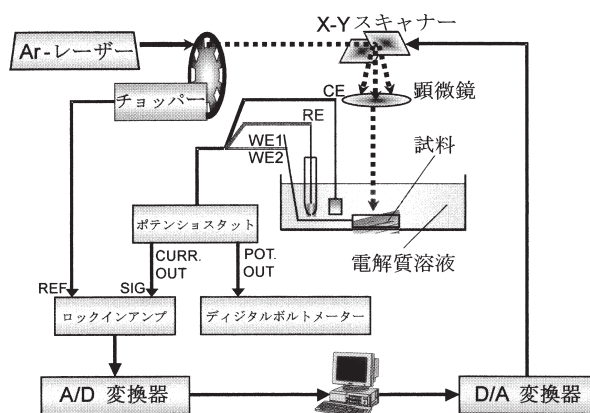 X-Yスキャナー
Ar-レーザー
チョッパー
CE
顕微鏡
RE
WE1
WE2
試料
ポテンショスタット
電解質溶液
CURR.
OUT
POT.
OUT
REF
SIG
ロックインアンプ
ディジタルボルトメーター
A/D 変換器
D/A 変換器